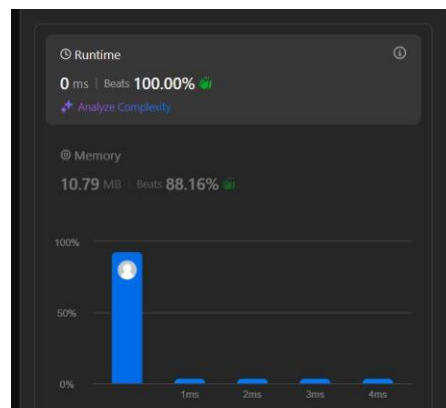 Runtime
0 ms | Beats 100.00%
Analyze Complexity
Memory
10.79 MB | Beats 88.16%
100%
50%
0%
1ms 2ms 3ms 4ms